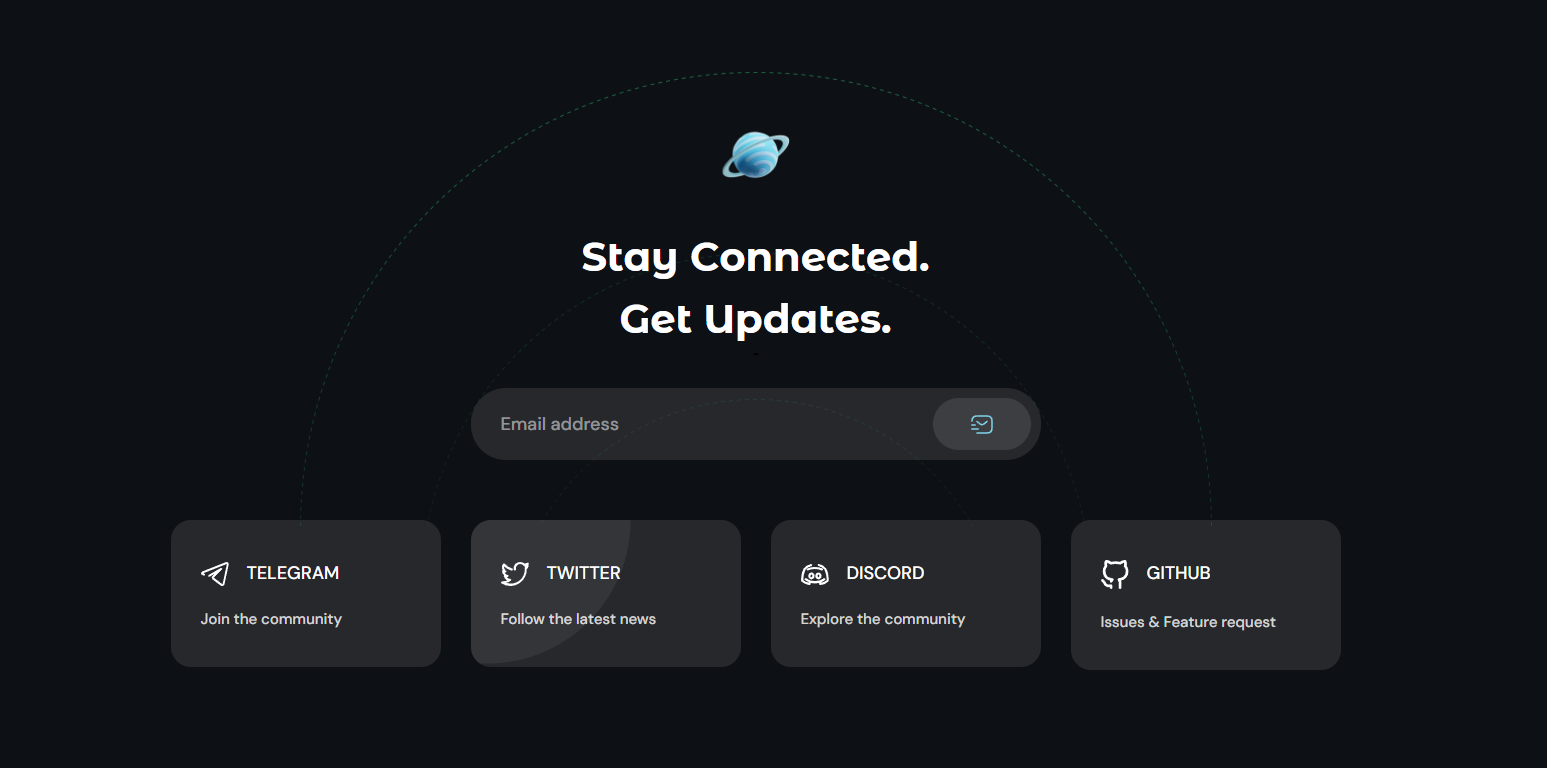 Stay Connected.
Get Updates.
Email address
TELEGRAM
Join the community
TWITTER
Follow the latest news
DISCORD
Explore the community
GITHUB
Issues & Feature request